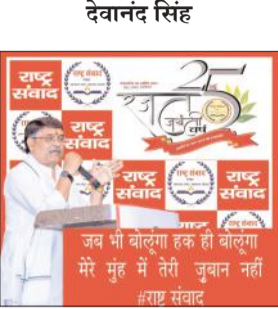 देवानंद सिंह
25
रजत
जयंती
वर्ष
राष्ट्र
संवाद
राष्ट्र संवाद
राष्ट्र
संवाद
राष्ट्र
संवाद
राष्ट्र संवाद
राष्ट्र
संवाद
जब भी बोलूंगा हक ही बोलूंगा
मेरे मुंह में तेरी जुबान नहीं
#राष्ट्र संवाद